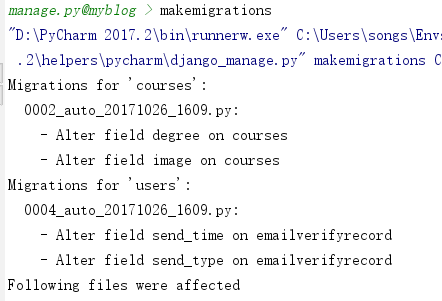 manage.py@myblog > makemigrations
"D:\PyCharm 2017.2\bin\runnerw.exe" C:\Users\songs\Envs
.2\helpers\pycharm\django_manage.py" makemigrations C
Migrations for 'courses':
0002_auto_20171026_1609.py:
- Alter field degree on courses
- Alter field image on courses
Migrations for 'users':
0004_auto_20171026_1609.py:
- Alter field send_time on emailverifyrecord
- Alter field send_type on emailverifyrecord
Following files were affected